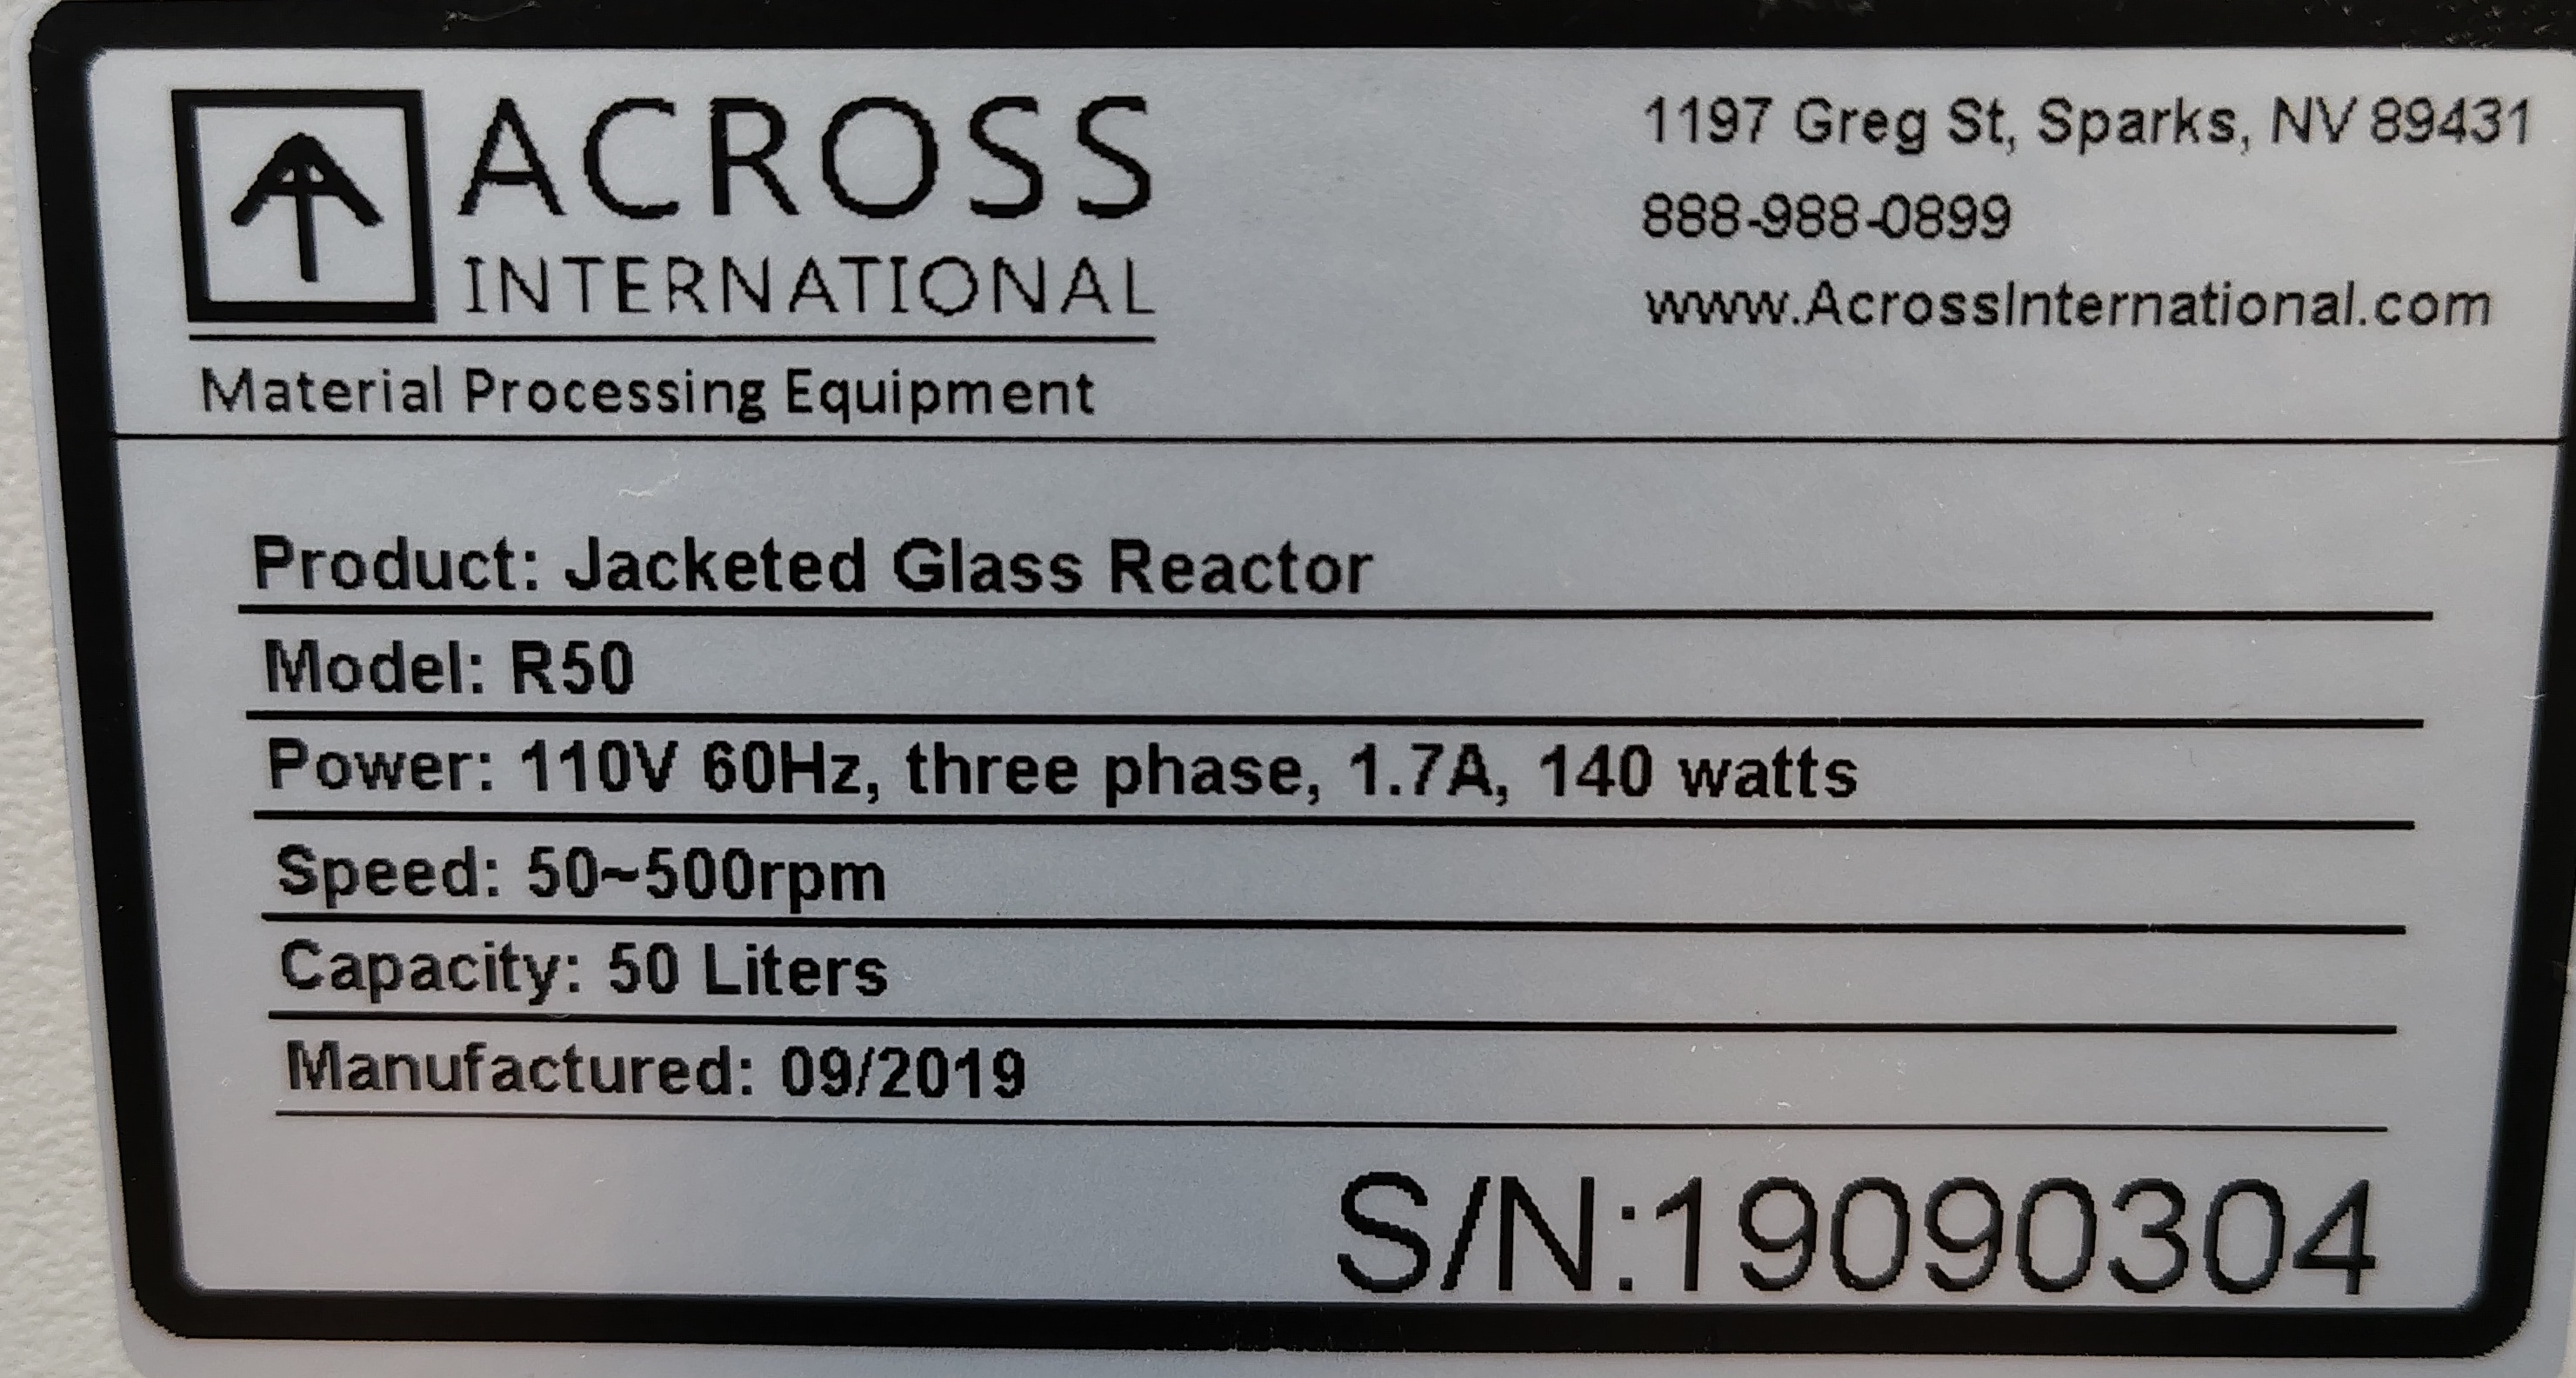 ACROSS
INTERNATIONAL
Material Processing Equipment
1197 Greg St, Sparks, NV 89431
888-988-0899
www.AcrossInternational.com
Product: Jacketed Glass Reactor
Model: R50
Power: 110V 60Hz, three phase, 1.7A, 140 watts
Speed: 50~500rpm
Capacity: 50 Liters
Manufactured: 09/2019
S/N:19090304